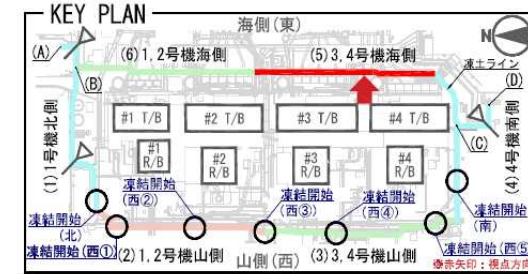 KEY PLAN
海側(東)
N
(A)
(6)1,2号機海側
(5)3,4号機海側
凍土ライン
(B)
(D)
(1)1号機北側
#1 T/B
#2 T/B
#3 T/B
#4 T/B
(C)
(4)4号機南側
#1
R/B
#2
R/B
#3
R/B
#4
R/B
凍結開始
(西②)
凍結開始
(西③)
凍結開始
(西④)
凍結開始
(南)
凍結開始
(北)
凍結開始(西①)
(2)1,2号機山側
山側(西)
(3)3,4号機山側
凍結開始(西⑤)
※赤矢印:視点方向